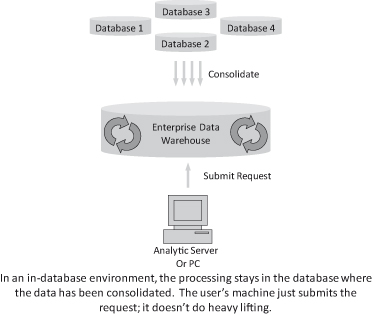 Database 3
Database 1
Database 4
Database 2
Consolidate
Enterprise Data
Warehouse
Submit Request
Analytic Server
Or PC
In an in-database environment, the processing stays in the database where
the data has been consolidated. The user's machine just submits the
request; it doesn't do heavy lifting.